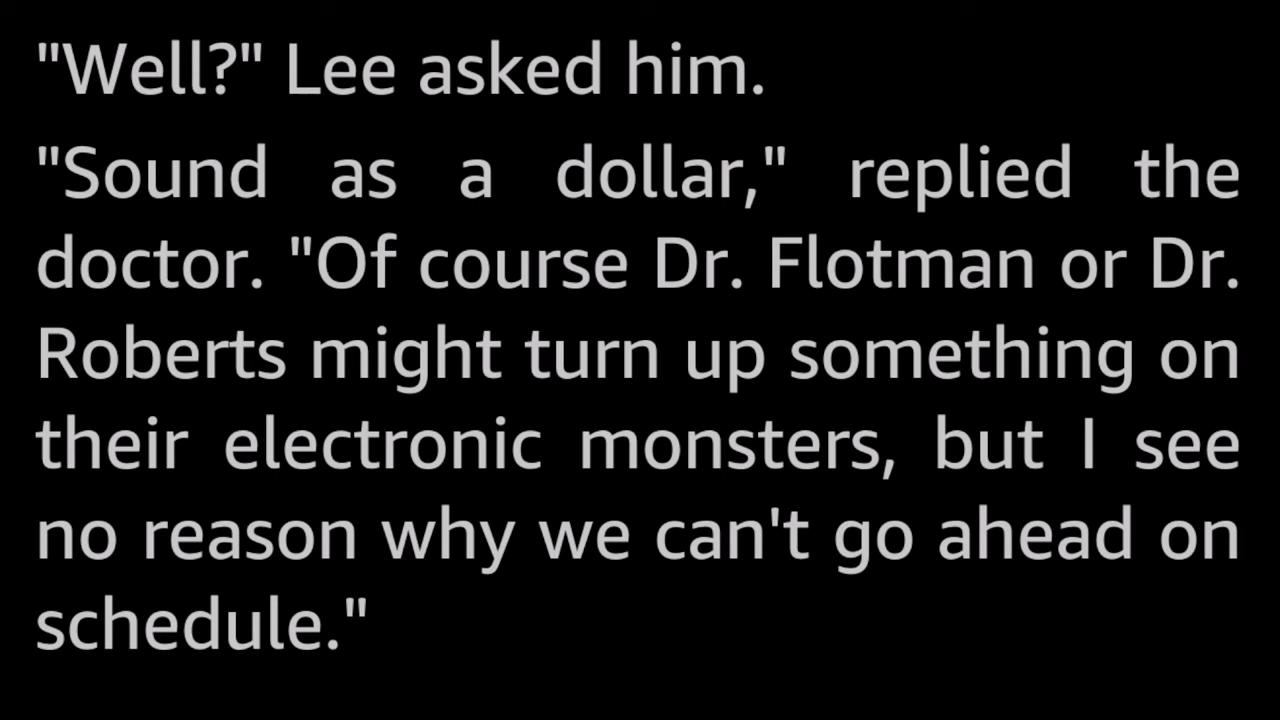 "Well?" Lee asked him.
"Sound as a dollar," replied the
doctor. "Of course Dr. Flotman or Dr.
Roberts might turn up something on
their electronic monsters, but I see
no reason why we can't go ahead on
schedule."